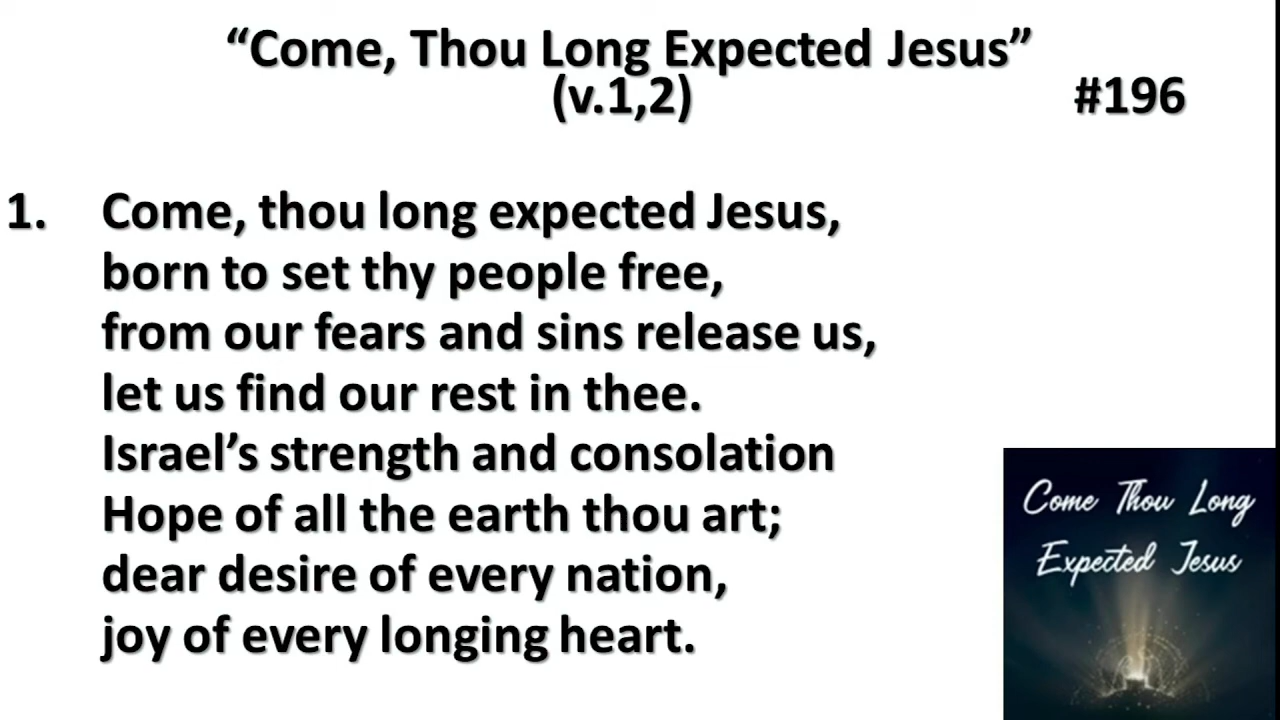 “Come, Thou Long Expected Jesus”
(v.1,2) #196
1. Come, thou long expected Jesus,
born to set thy people free,
from our fears and sins release us,
let us find our rest in thee.
Israel’s strength and consolation
Hope of all the earth thou art;
dear desire of every nation,
joy of every longing heart.
Come Thou Long
Expected Jesus